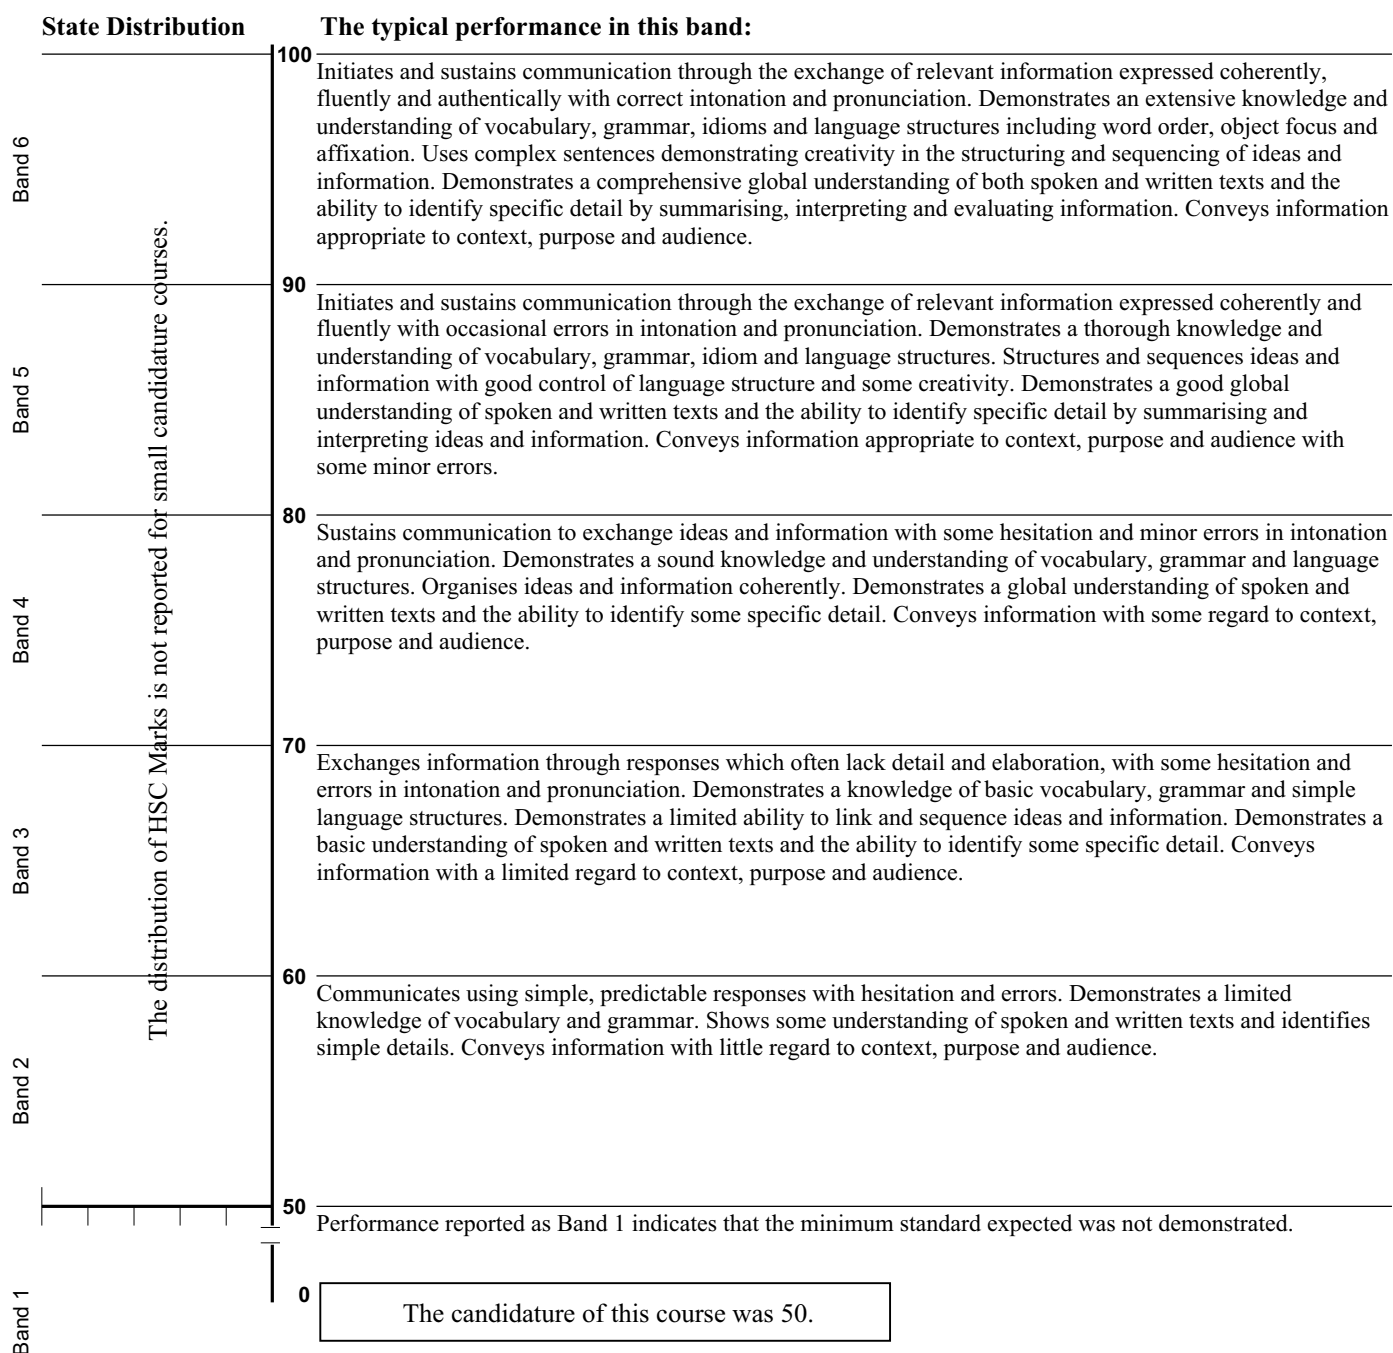 State Distribution
The typical performance in this band:
100
Band 6
Initiates and sustains communication through the exchange of relevant information expressed coherently,
fluently and authentically with correct intonation and pronunciation. Demonstrates an extensive knowledge and
understanding of vocabulary, grammar, idioms and language structures including word order, object focus and
affixation. Uses complex sentences demonstrating creativity in the structuring and sequencing of ideas and
information. Demonstrates a comprehensive global understanding of both spoken and written texts and the
ability to identify specific detail by summarising, interpreting and evaluating information. Conveys information
appropriate to context, purpose and audience.
The distribution of HSC Marks is not reported for small candidature courses.
90
Band 5
Initiates and sustains communication through the exchange of relevant information expressed coherently and
fluently with occasional errors in intonation and pronunciation. Demonstrates a thorough knowledge and
understanding of vocabulary, grammar, idiom and language structures. Structures and sequences ideas and
information with good control of language structure and some creativity. Demonstrates a good global
understanding of spoken and written texts and the ability to identify specific detail by summarising and
interpreting ideas and information. Conveys information appropriate to context, purpose and audience with
some minor errors.
80
Band 4
Sustains communication to exchange ideas and information with some hesitation and minor errors in intonation
and pronunciation. Demonstrates a sound knowledge and understanding of vocabulary, grammar and language
structures. Organises ideas and information coherently. Demonstrates a global understanding of spoken and
written texts and the ability to identify some specific detail. Conveys information with some regard to context,
purpose and audience.
70
Band 3
Exchanges information through responses which often lack detail and elaboration, with some hesitation and
errors in intonation and pronunciation. Demonstrates a knowledge of basic vocabulary, grammar and simple
language structures. Demonstrates a limited ability to link and sequence ideas and information. Demonstrates a
basic understanding of spoken and written texts and the ability to identify some specific detail. Conveys
information with a limited regard to context, purpose and audience.
60
Band 2
Communicates using simple, predictable responses with hesitation and errors. Demonstrates a limited
knowledge of vocabulary and grammar. Shows some understanding of spoken and written texts and identifies
simple details. Conveys information with little regard to context, purpose and audience.
50
Performance reported as Band 1 indicates that the minimum standard expected was not demonstrated.
Band 1
0
The candidature of this course was 50.